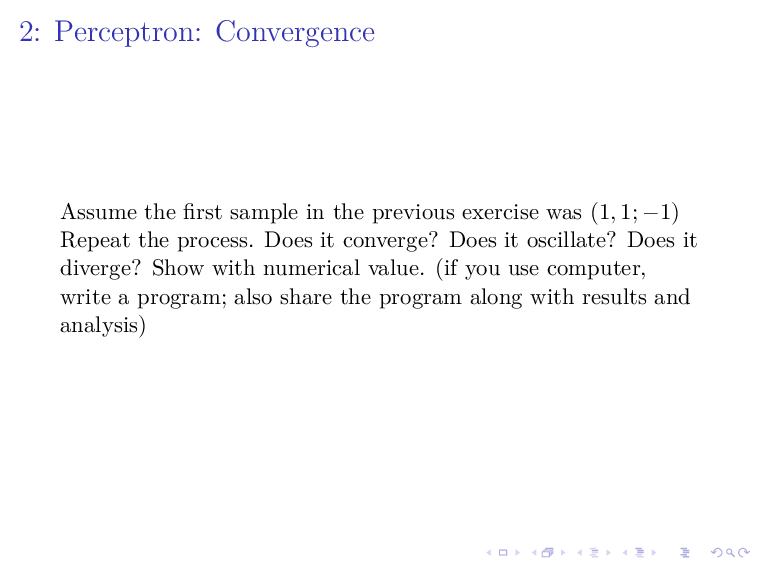 2: Perceptron: Convergence
Assume the first sample in the previous exercise was (1, 1; −1)
Repeat the process. Does it converge? Does it oscillate? Does it
diverge? Show with numerical value. (if you use computer,
write a program; also share the program along with results and
analysis)